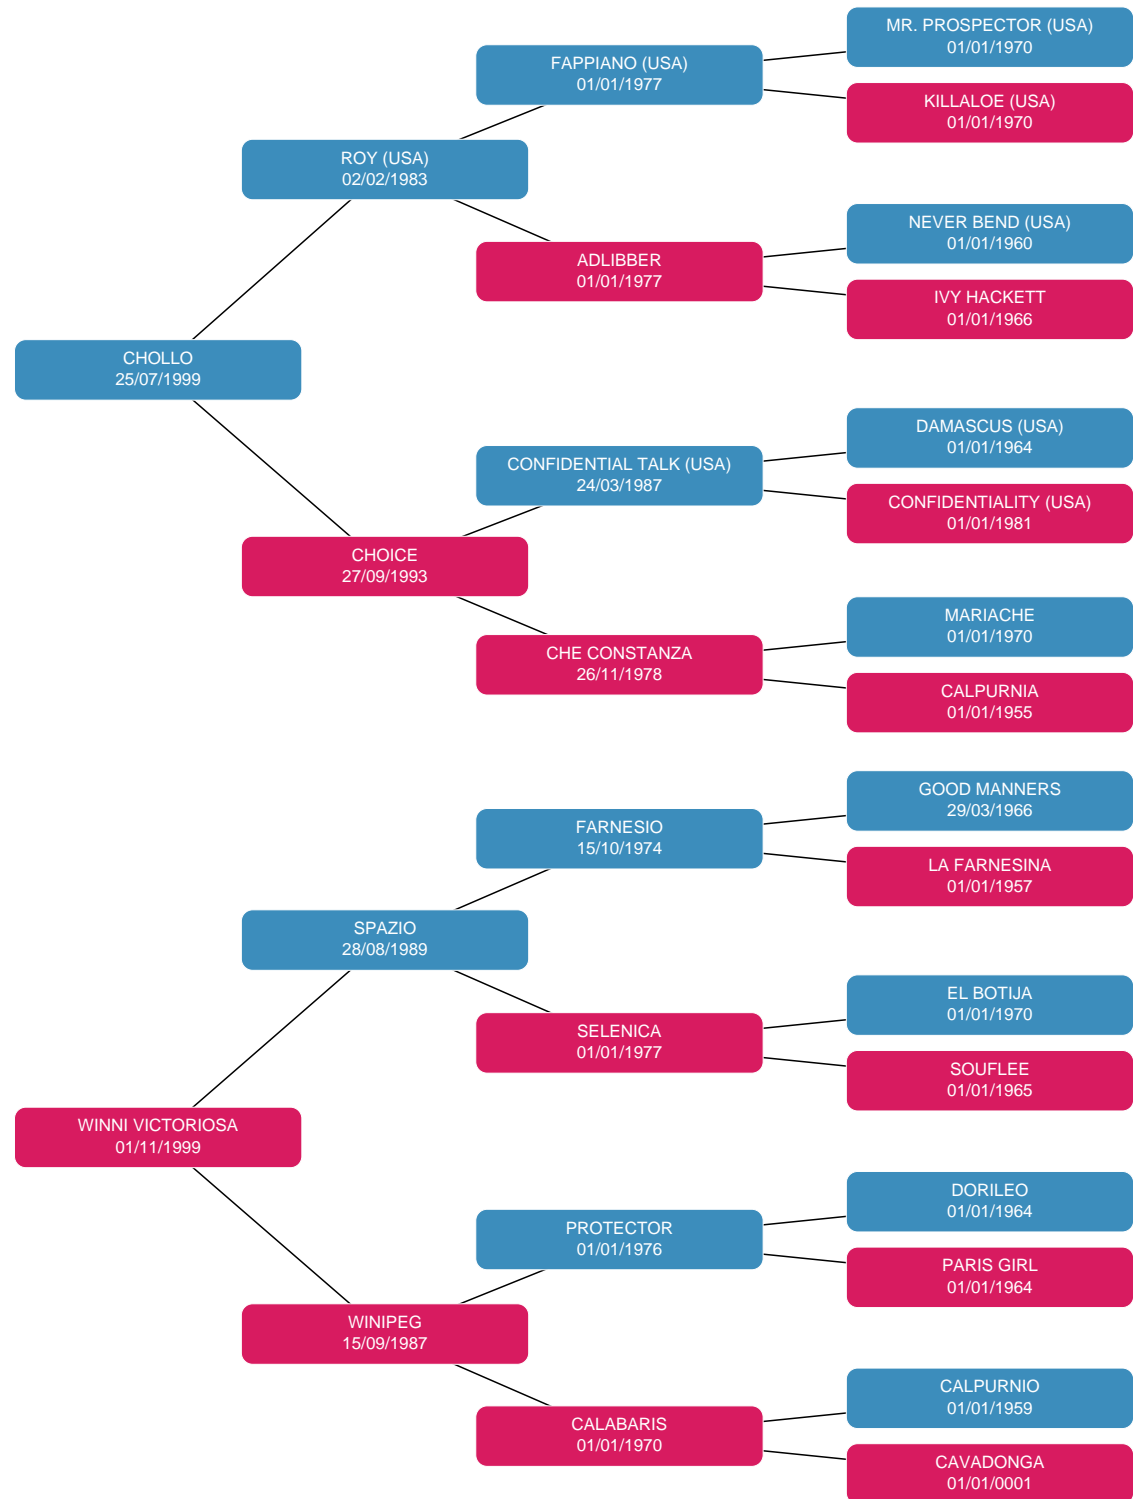 MR. PROSPECTOR (USA)
01/01/1970
FAPPIANO (USA)
01/01/1977
KILLALOE (USA)
01/01/1970
ROY (USA)
02/02/1983
NEVER BEND (USA)
01/01/1960
ADLIBBER
01/01/1977
IVY HACKETT
01/01/1966
CHOLLO
25/07/1999
DAMASCUS (USA)
01/01/1964
CONFIDENTIAL TALK (USA)
24/03/1987
CONFIDENTIALITY (USA)
01/01/1981
CHOICE
27/09/1993
MARIACHE
01/01/1970
CHE CONSTANZA
26/11/1978
CALPURNIA
01/01/1955
GOOD MANNERS
29/03/1966
FARNESIO
15/10/1974
LA FARNESINA
01/01/1957
SPAZIO
28/08/1989
EL BOTIJA
01/01/1970
SELENICA
01/01/1977
SOUFLEE
01/01/1965
WINNI VICTORIOSA
01/11/1999
DORILEO
01/01/1964
PROTECTOR
01/01/1976
PARIS GIRL
01/01/1964
WINIPEG
15/09/1987
CALPURNIO
01/01/1959
CALABARIS
01/01/1970
CAVADONGA
01/01/0001